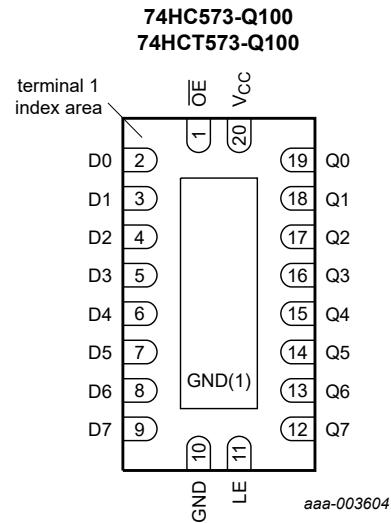 74HC573-Q100
74HCT573-Q100
terminal 1
index area
OE
VCC
1
20
D0 2 19 Q0
D1 3 18 Q1
D2 4 17 Q2
D3 5 16 Q3
D4 6 15 Q4
D5 7 14 Q5
D6 8 GND(1) 13 Q6
D7 9 12 Q7
10
11
GND
LE
aaa-003604